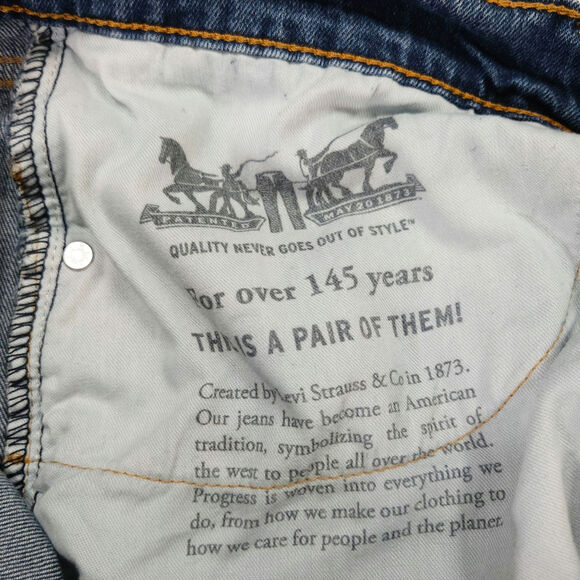 PATENTED MAY 20 1873
QUALITY NEVER GOES OUT OF STYLE™
For over 145 years
THIS IS A PAIR OF THEM!
Created by Levi Strauss & Co in 1873.
Our jeans have become an American
tradition, symbolizing the spirit of
the west to people all over the world.
Progress is woven into everything we
do, from how we make our clothing to
how we care for people and the planet.